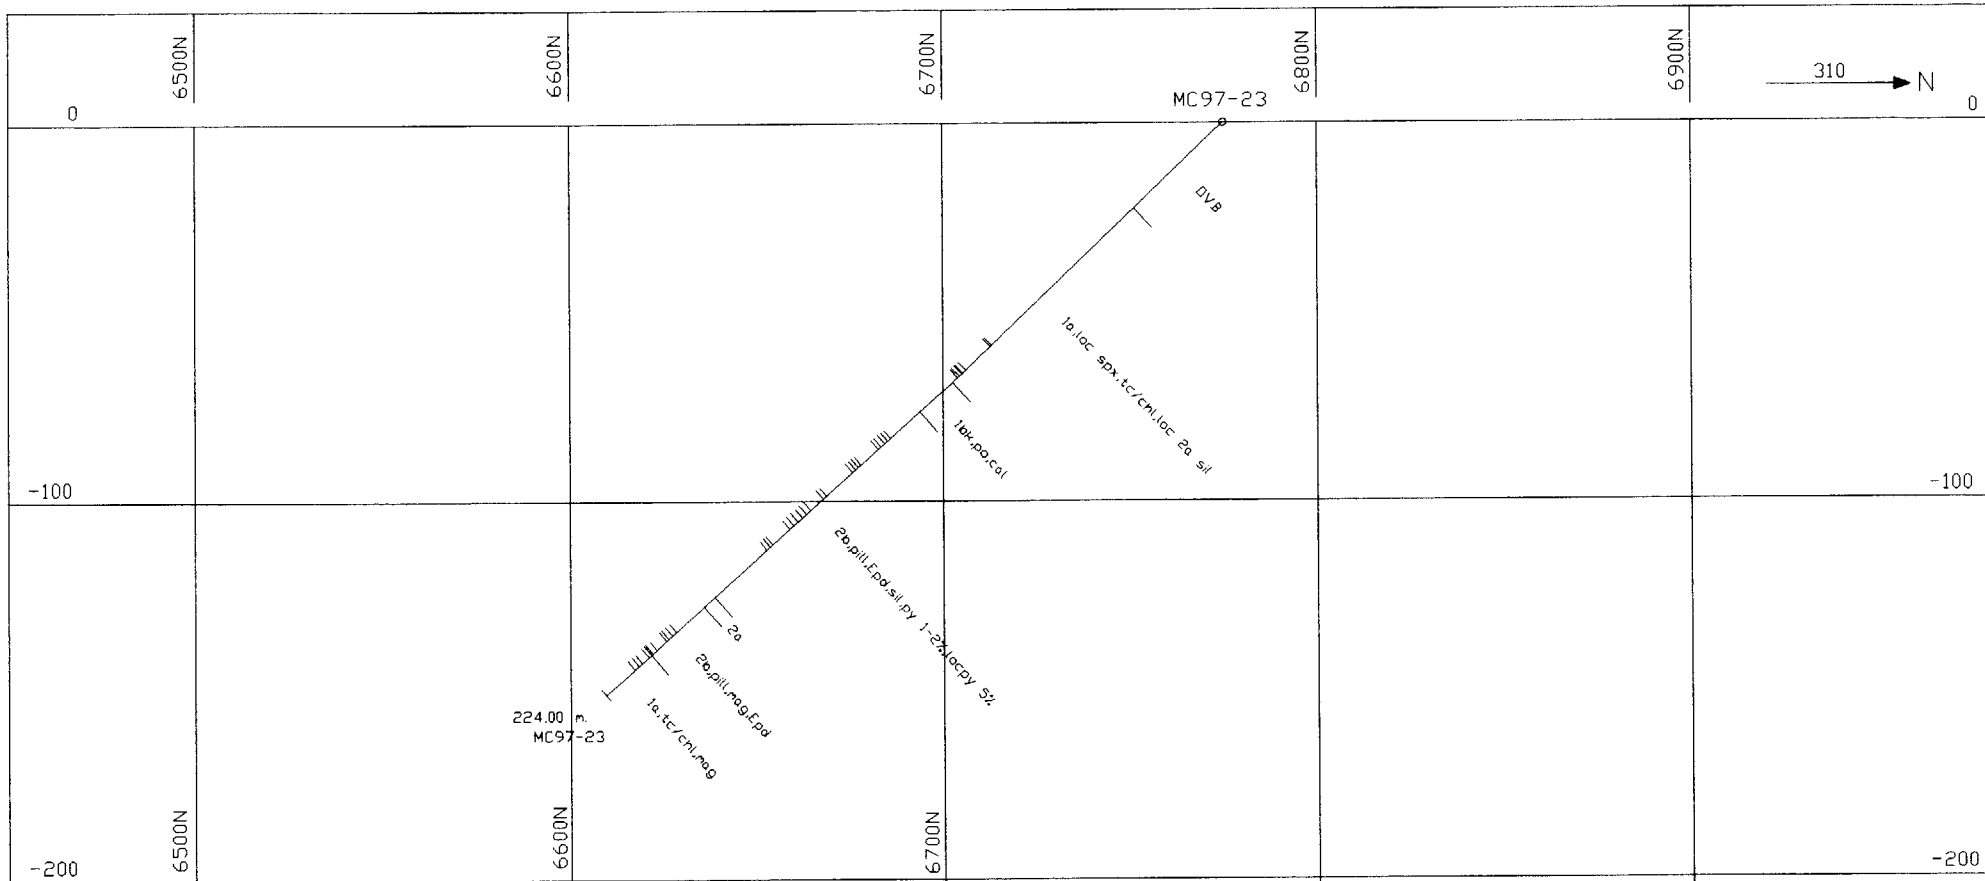 6500N
6600N
6700N
6800N
6900N
310
N
MC97-23
0
0
OVB
1a,loc spx,tc/chl,loc 2a sil
1bk,po,cal
-100
-100
2b,pill,Epd,sil,py 1-2%,locpy 5%
2a
2b,pill,mag,Epd
1a,tc/chl,mag
224.00 m.
MC97-23
6500N
6600N
6700N
-200
-200